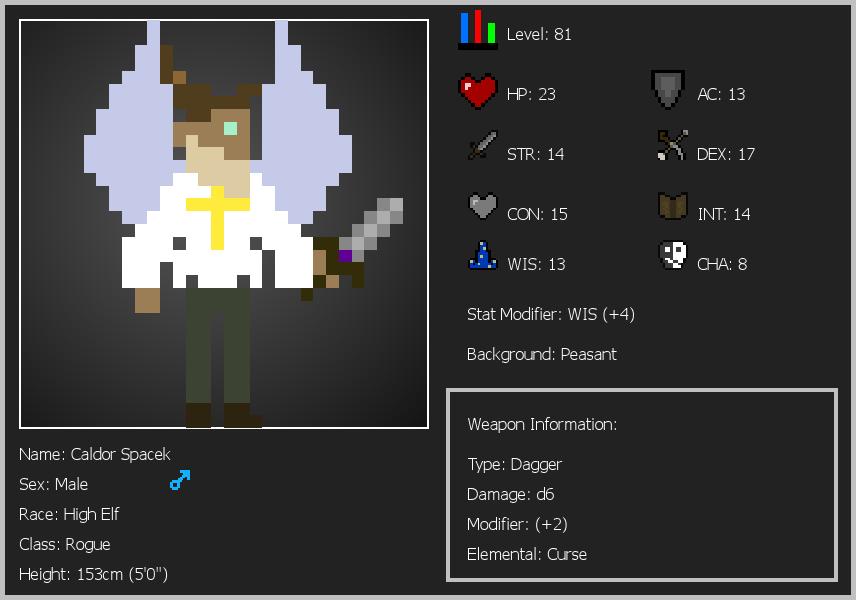 Level: 81
HP: 23
AC: 13
STR: 14
DEX: 17
CON: 15
INT: 14
WIS: 13
CHA: 8
Stat Modifier: WIS (+4)
Background: Peasant
Weapon Information:
Type: Dagger
Damage: d6
Modifier: (+2)
Elemental: Curse
Name: Caldor Spacek
Sex: Male
Race: High Elf
Class: Rogue
Height: 153cm (5'0")